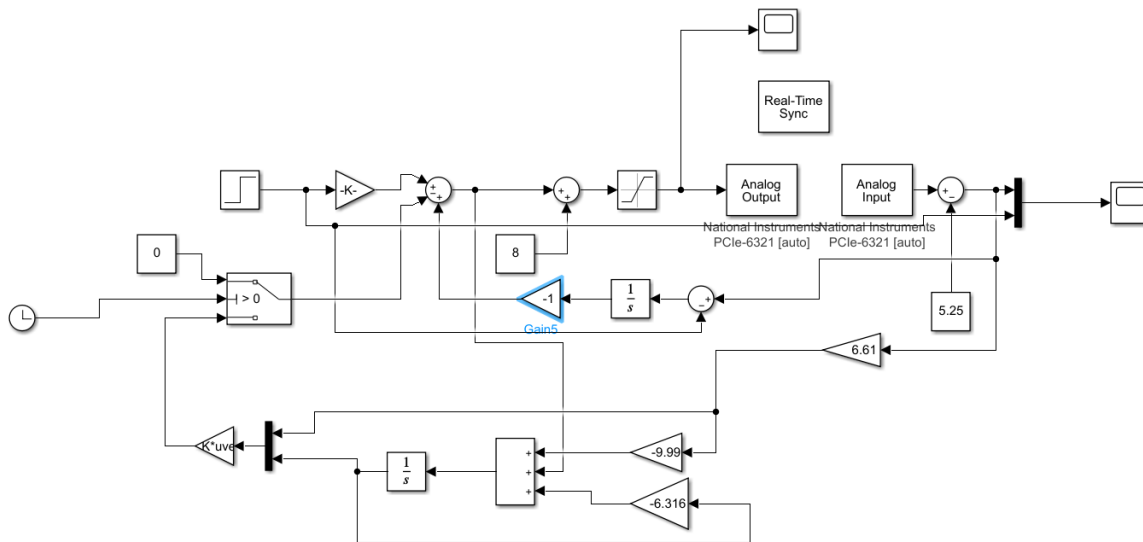 Real-Time
Sync
-K-
+
−
+
+
+
Analog
Output
Analog
Input
+
−
National Instruments
PCIe-6321 [auto]
National Instruments
PCIe-6321 [auto]
0
8
> 0
-1
1
s
−
+
5.25
Gain5
6.61
K*uve
-9.99
+
+
+
1
s
-6.316